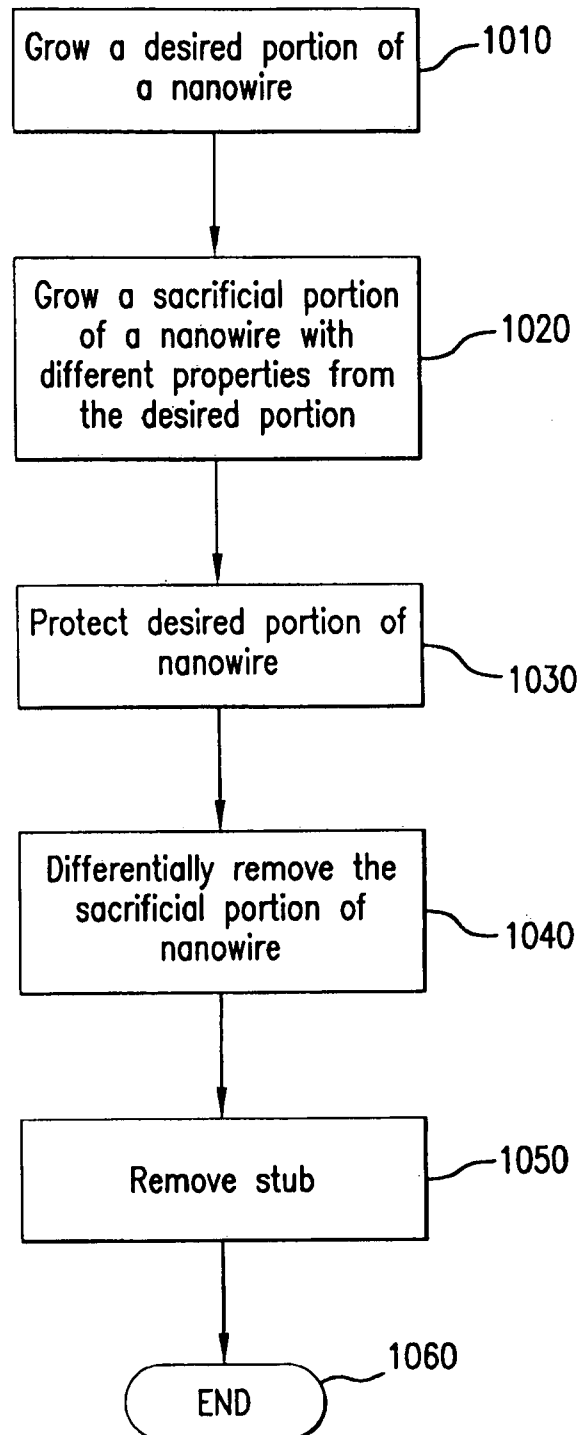 Grow a desired portion of
a nanowire
1010
Grow a sacrificial portion
of a nanowire with
different properties from
the desired portion
1020
Protect desired portion of
nanowire
1030
Differentially remove the
sacrificial portion of
nanowire
1040
Remove stub
1050
END
1060